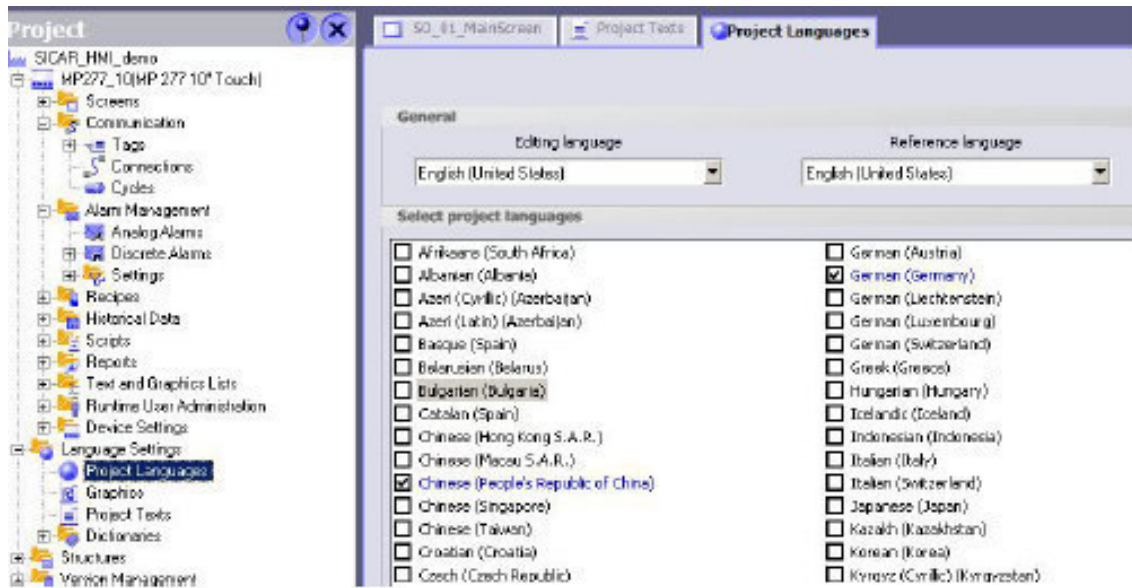 Project
SICAR_HMI_demo
MP277_10(MP 277 10" Touch)
Screens
Communication
Tags
Connections
Cycles
Alarm Management
Analog Alarms
Discrete Alarms
Settings
Recipes
Historical Data
Scripts
Reports
Text and Graphics Lists
Runtime User Administration
Device Settings
Language Settings
Project Languages
Graphics
Project Texts
Dictionaries
Structures
Version Management
SO_01_MainScreen
Project Texts
Project Languages
General
Editing language
Reference language
English (United States)
English (United States)
Select project languages
Afrikaans (South Africa)
Albanian (Albania)
Azeri (Cyrillic) (Azerbaijan)
Azeri (Latin) (Azerbaijan)
Basque (Spain)
Belarusian (Belarus)
Bulgarian (Bulgaria)
Catalan (Spain)
Chinese (Hong Kong S.A.R.)
Chinese (Macau S.A.R.)
Chinese (People's Republic of China)
Chinese (Singapore)
Chinese (Taiwan)
Croatian (Croatia)
Czech (Czech Republic)
German (Austria)
German (Germany)
German (Liechtenstein)
German (Luxembourg)
German (Switzerland)
Greek (Greece)
Hungarian (Hungary)
Icelandic (Iceland)
Indonesian (Indonesia)
Italian (Italy)
Italian (Switzerland)
Japanese (Japan)
Kazakh (Kazakhstan)
Korean (Korea)
Kyrgyz (Cyrillic) (Kyrgyzstan)